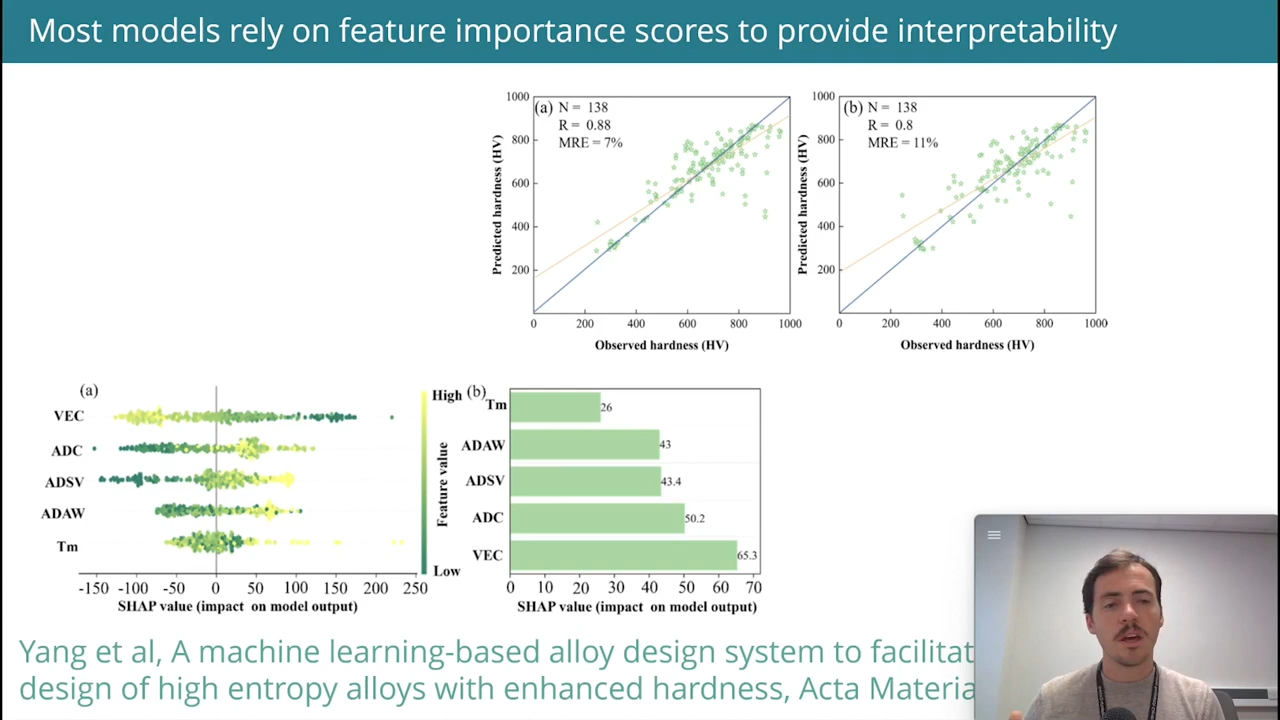 Most models rely on feature importance scores to provide interpretability
(a) N = 138
R = 0.88
MRE = 7%
1000
800
600
400
200
0
200
400
600
800
1000
Predicted hardness (HV)
Observed hardness (HV)
(b) N = 138
R = 0.8
MRE = 11%
1000
800
600
400
200
0
200
400
600
800
1000
Predicted hardness (HV)
Observed hardness (HV)
(a)
VEC
ADC
ADSV
ADAW
Tm
-150 -100 -50 0 50 100 150 200 250
SHAP value (impact on model output)
High
Feature value
Low
(b)
Tm 26
ADAW 43
ADSV 43.4
ADC 50.2
VEC 65.3
0 10 20 30 40 50 60 70
SHAP value (impact on model output)
Yang et al, A machine learning-based alloy design system to facilitat
design of high entropy alloys with enhanced hardness, Acta Materia